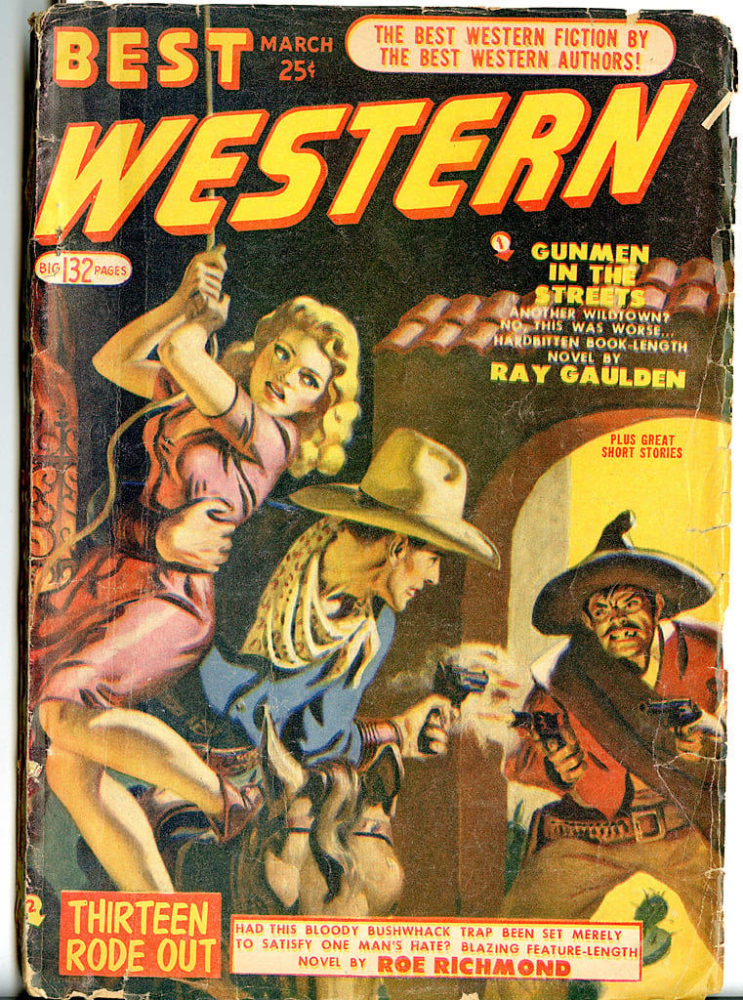 BEST
MARCH
25¢
THE BEST WESTERN FICTION BY
THE BEST WESTERN AUTHORS!
WESTERN
BIG 132 PAGES
1
GUNMEN
IN THE
STREETS
ANOTHER WILDTOWN?
NO, THIS WAS WORSE...
HARDBITTEN BOOK-LENGTH
NOVEL BY
RAY GAULDEN
PLUS GREAT
SHORT STORIES
2
THIRTEEN
RODE OUT
HAD THIS BLOODY BUSHWHACK TRAP BEEN SET MERELY
TO SATISFY ONE MAN'S HATE? BLAZING FEATURE-LENGTH
NOVEL BY ROE RICHMOND